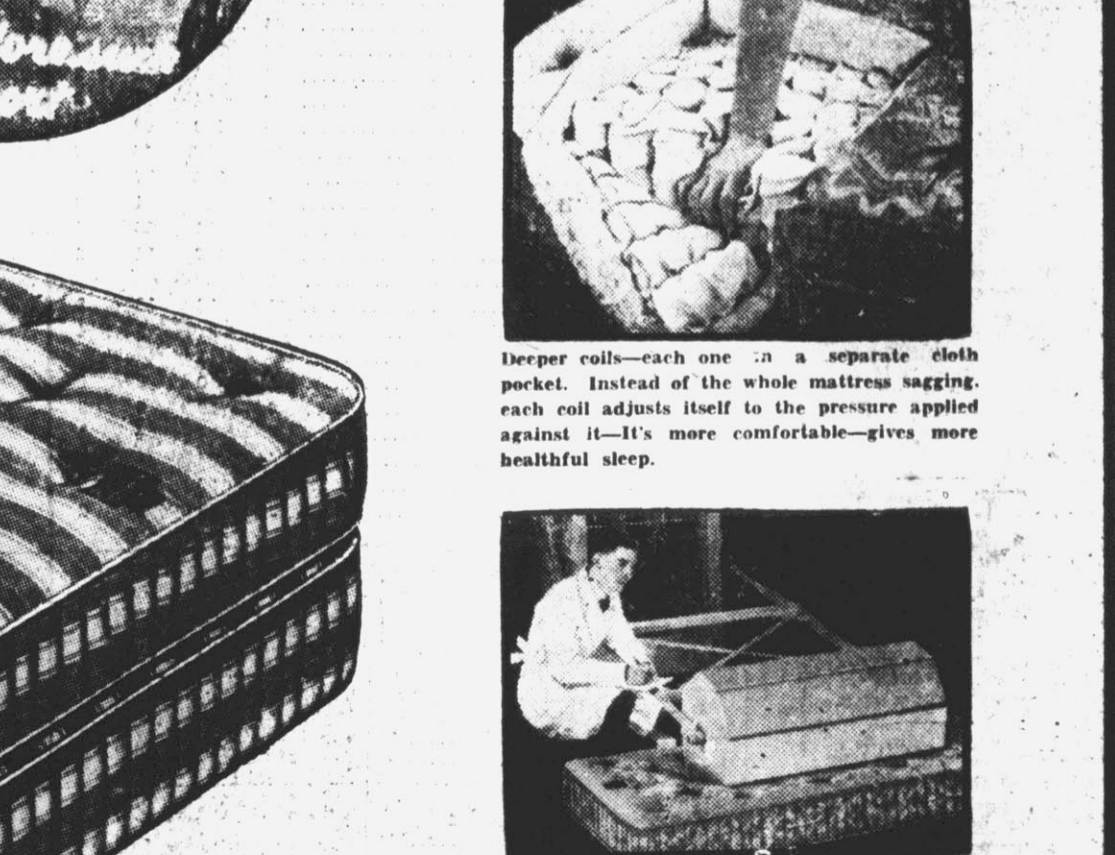 Deeper coils—each one in a separate cloth
pocket. Instead of the whole mattress sagging.
each coil adjusts itself to the pressure applied
against it—It's more comfortable—gives more
healthful sleep.